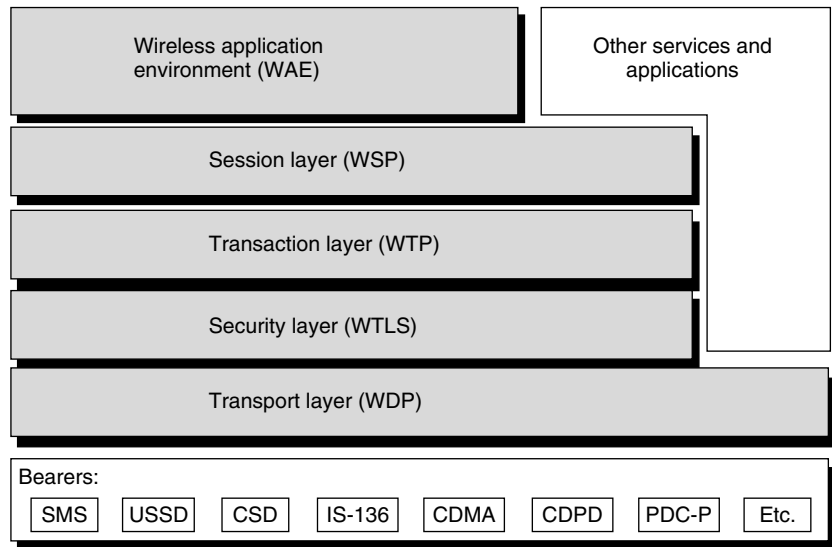 Wireless application
environment (WAE)
Other services and
applications
Session layer (WSP)
Transaction layer (WTP)
Security layer (WTLS)
Transport layer (WDP)
Bearers:
SMS USSD CSD IS-136 CDMA CDPD PDC-P Etc.